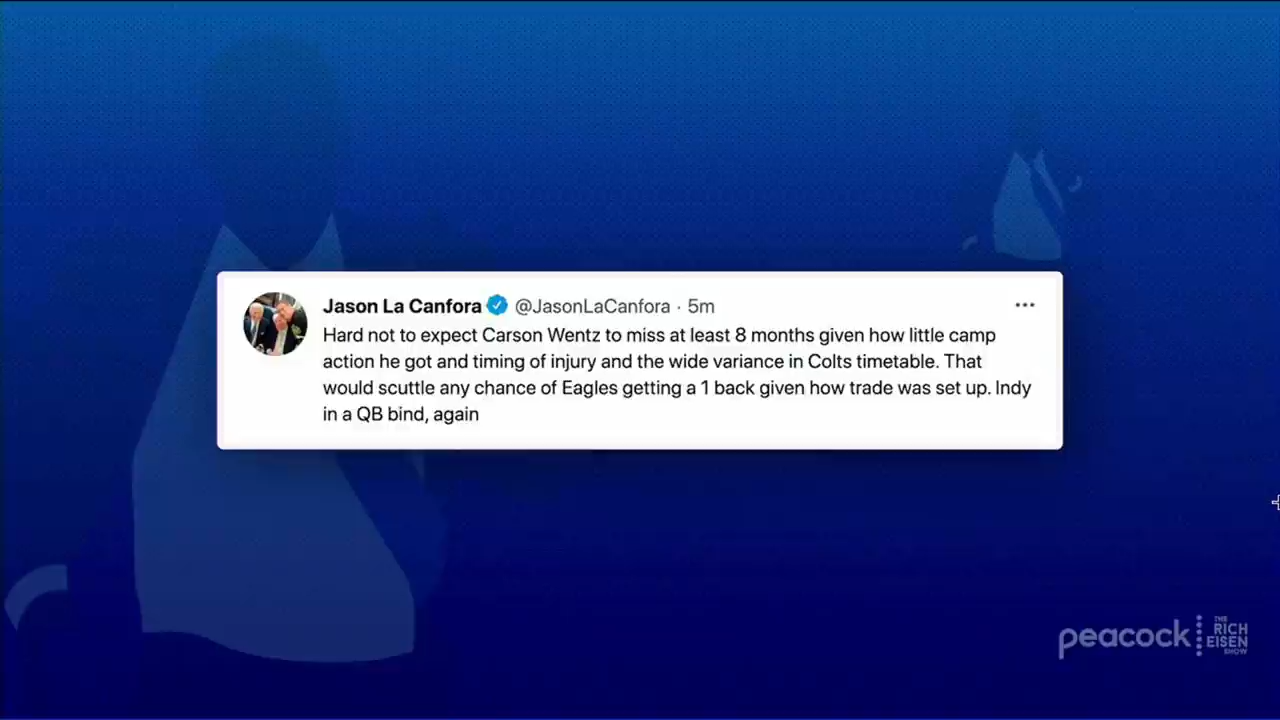 Jason La Canfora @JasonLaCanfora · 5m
Hard not to expect Carson Wentz to miss at least 8 months given how little camp
action he got and timing of injury and the wide variance in Colts timetable. That
would scuttle any chance of Eagles getting a 1 back given how trade was set up. Indy
in a QB bind, again
peacock
THE
RICH
EISEN
SHOW